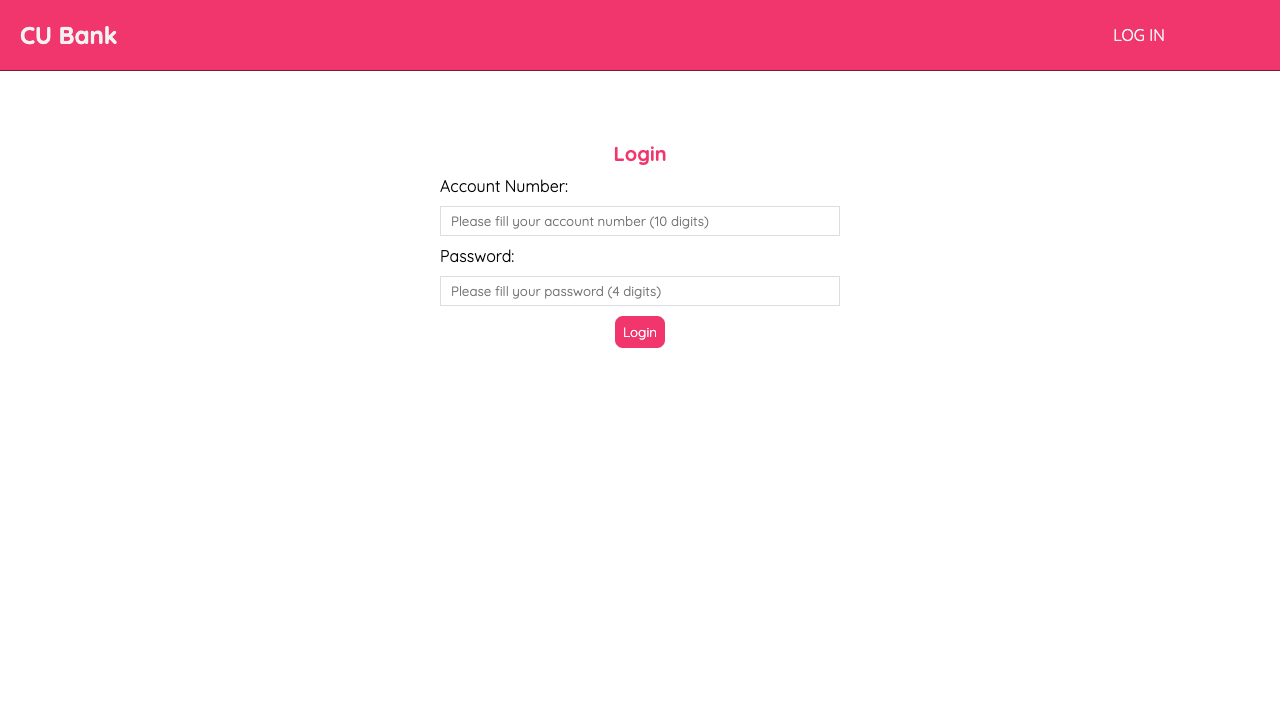 CU Bank
LOG IN
Login
Account Number:
Please fill your account number (10 digits)
Password:
Please fill your password (4 digits)
Login